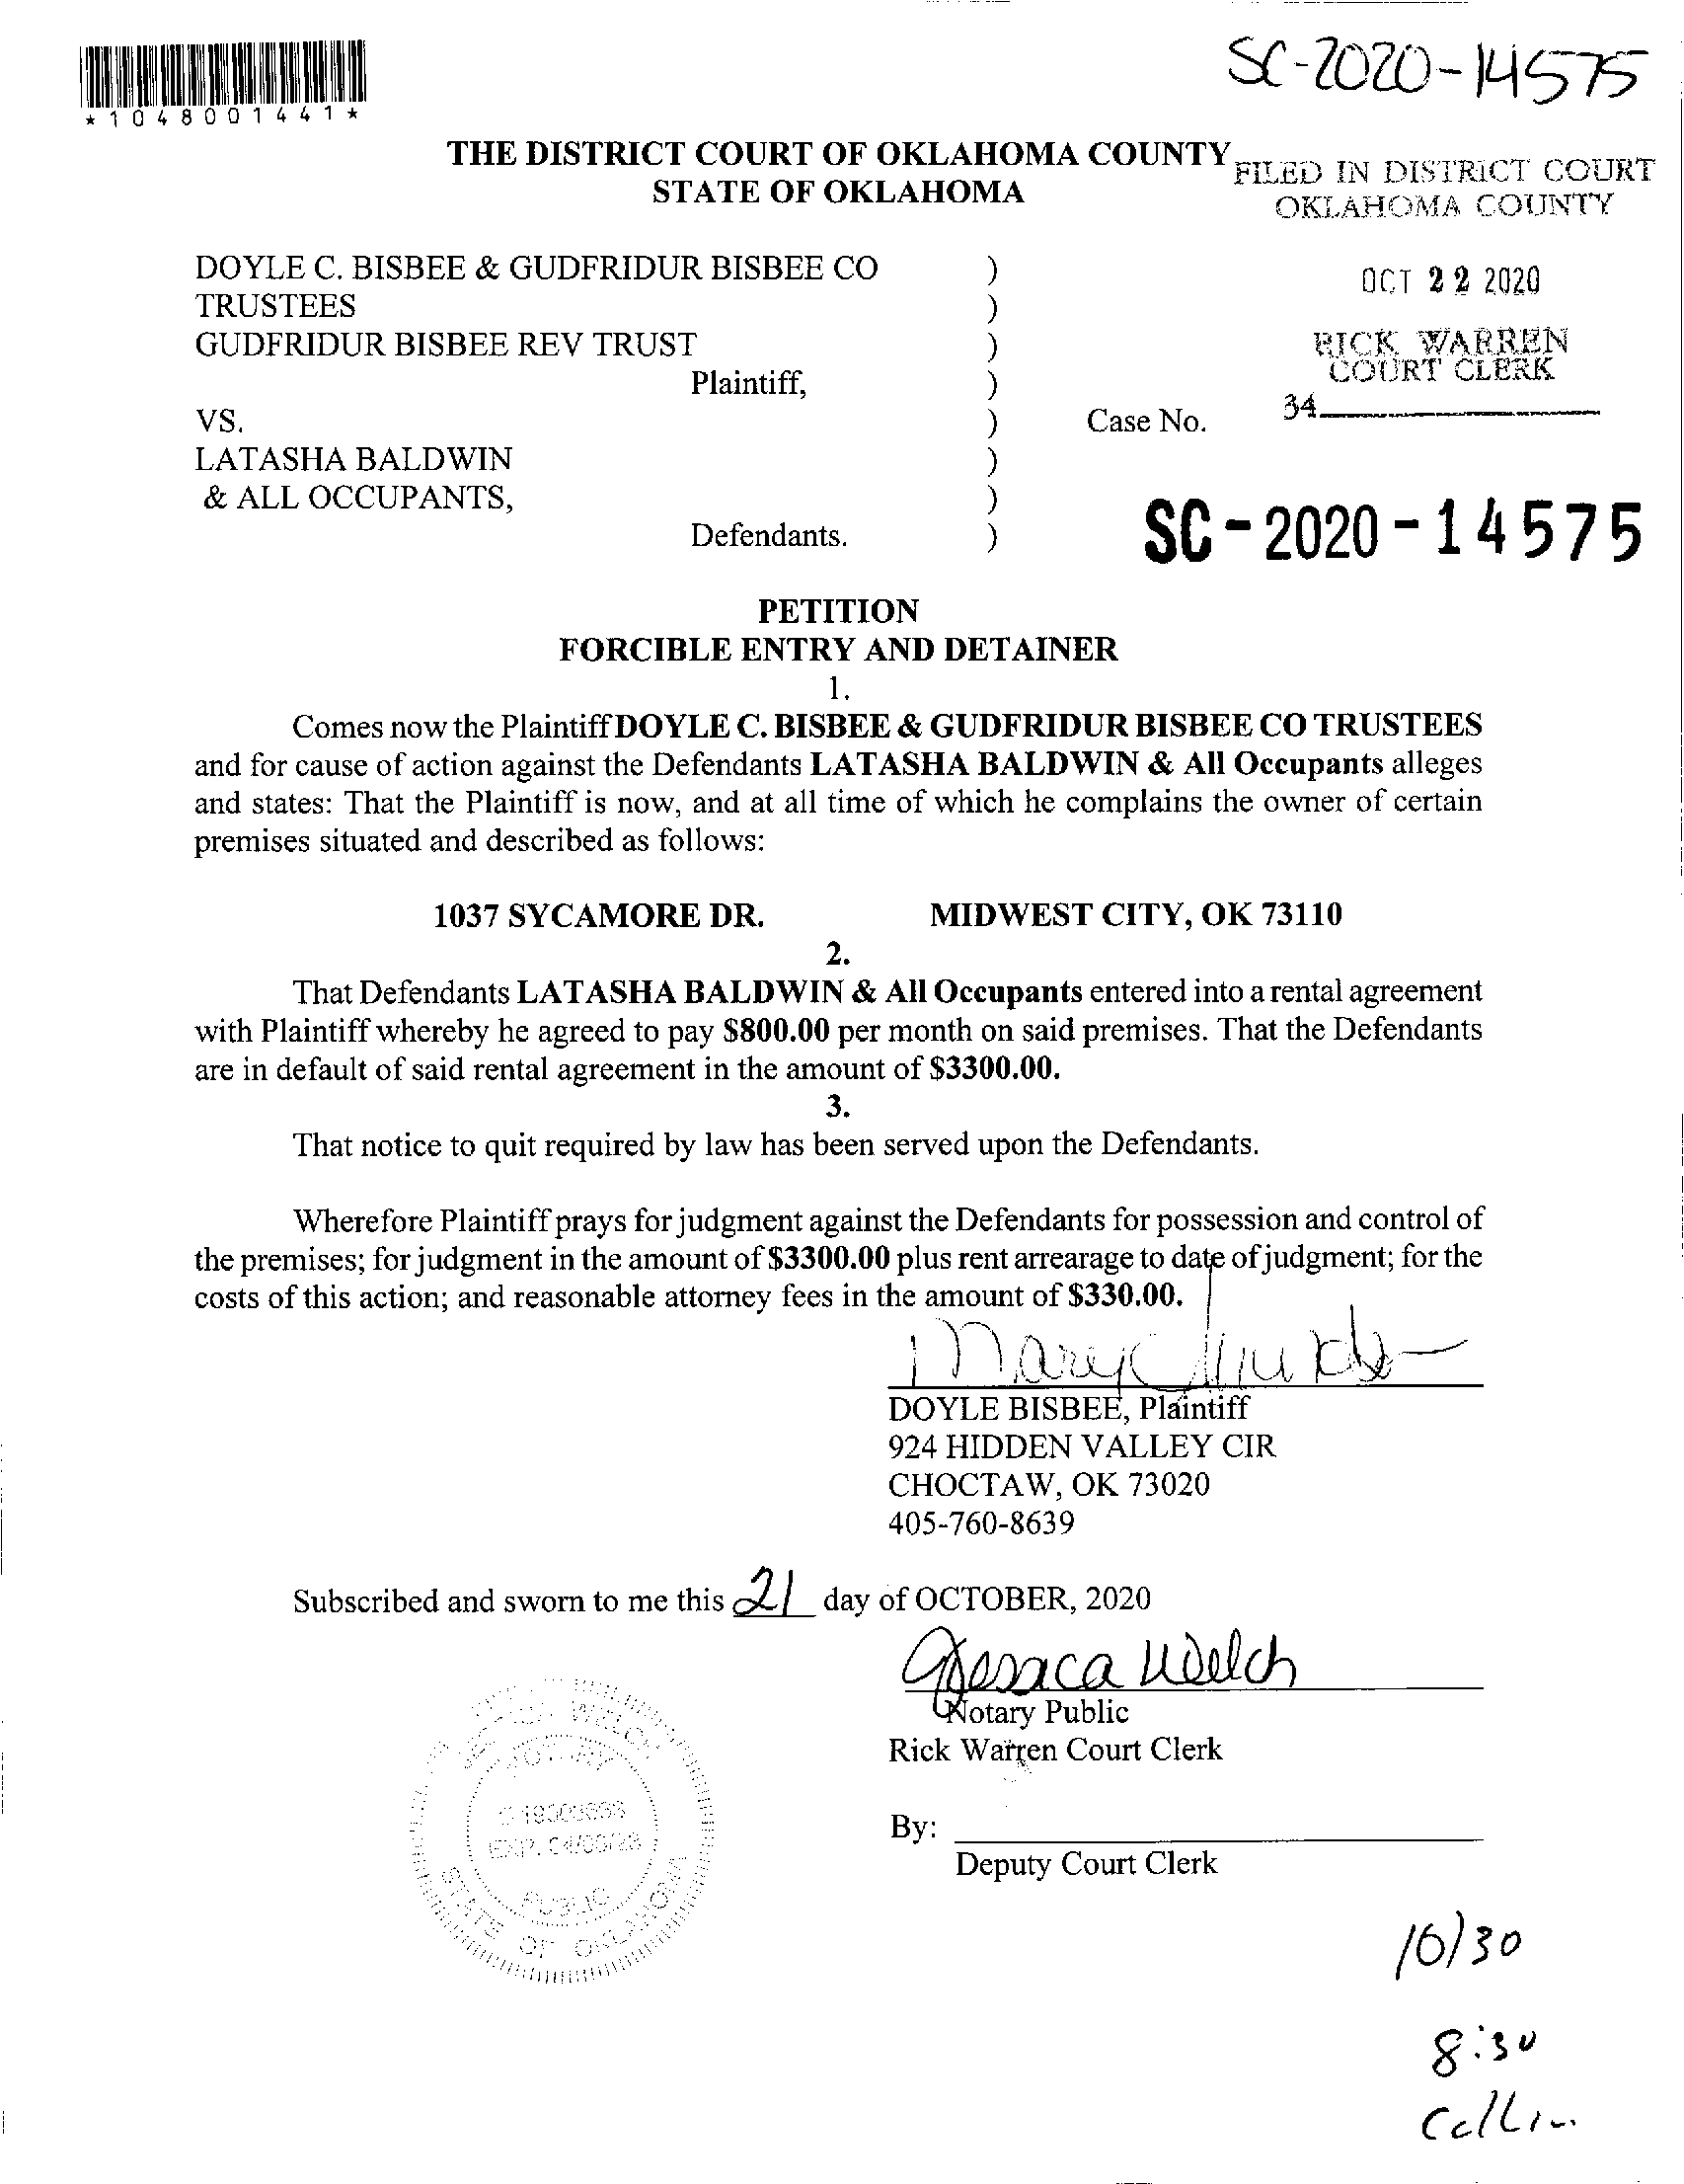 SC-2020-14575
*1048001441*
THE DISTRICT COURT OF OKLAHOMA COUNTY
STATE OF OKLAHOMA
FILED IN DISTRICT COURT
OKLAHOMA COUNTY
OCT 22 2020
RICK WARREN
COURT CLERK
34
DOYLE C. BISBEE & GUDFRIDUR BISBEE CO )
TRUSTEES )
GUDFRIDUR BISBEE REV TRUST )
Plaintiff, )
VS. ) Case No.
LATASHA BALDWIN )
& ALL OCCUPANTS, )
Defendants. )
SC-2020-14575
PETITION
FORCIBLE ENTRY AND DETAINER
1.
Comes now the Plaintiff DOYLE C. BISBEE & GUDFRIDUR BISBEE CO TRUSTEES
and for cause of action against the Defendants LATASHA BALDWIN & All Occupants alleges
and states: That the Plaintiff is now, and at all time of which he complains the owner of certain
premises situated and described as follows:
1037 SYCAMORE DR. MIDWEST CITY, OK 73110
2.
That Defendants LATASHA BALDWIN & All Occupants entered into a rental agreement
with Plaintiff whereby he agreed to pay $800.00 per month on said premises. That the Defendants
are in default of said rental agreement in the amount of $3300.00.
3.
That notice to quit required by law has been served upon the Defendants.
Wherefore Plaintiff prays for judgment against the Defendants for possession and control of
the premises; for judgment in the amount of $3300.00 plus rent arrearage to date of judgment; for the
costs of this action; and reasonable attorney fees in the amount of $330.00.
DOYLE BISBEE, Plaintiff
924 HIDDEN VALLEY CIR
CHOCTAW, OK 73020
405-760-8639
Subscribed and sworn to me this 21 day of OCTOBER, 2020
Jessica Welch
Notary Public
Rick Warren Court Clerk
By:
Deputy Court Clerk
WELCH
NOTARY
PUBLIC
STATE OF OKLAHOMA
10/30
8:30